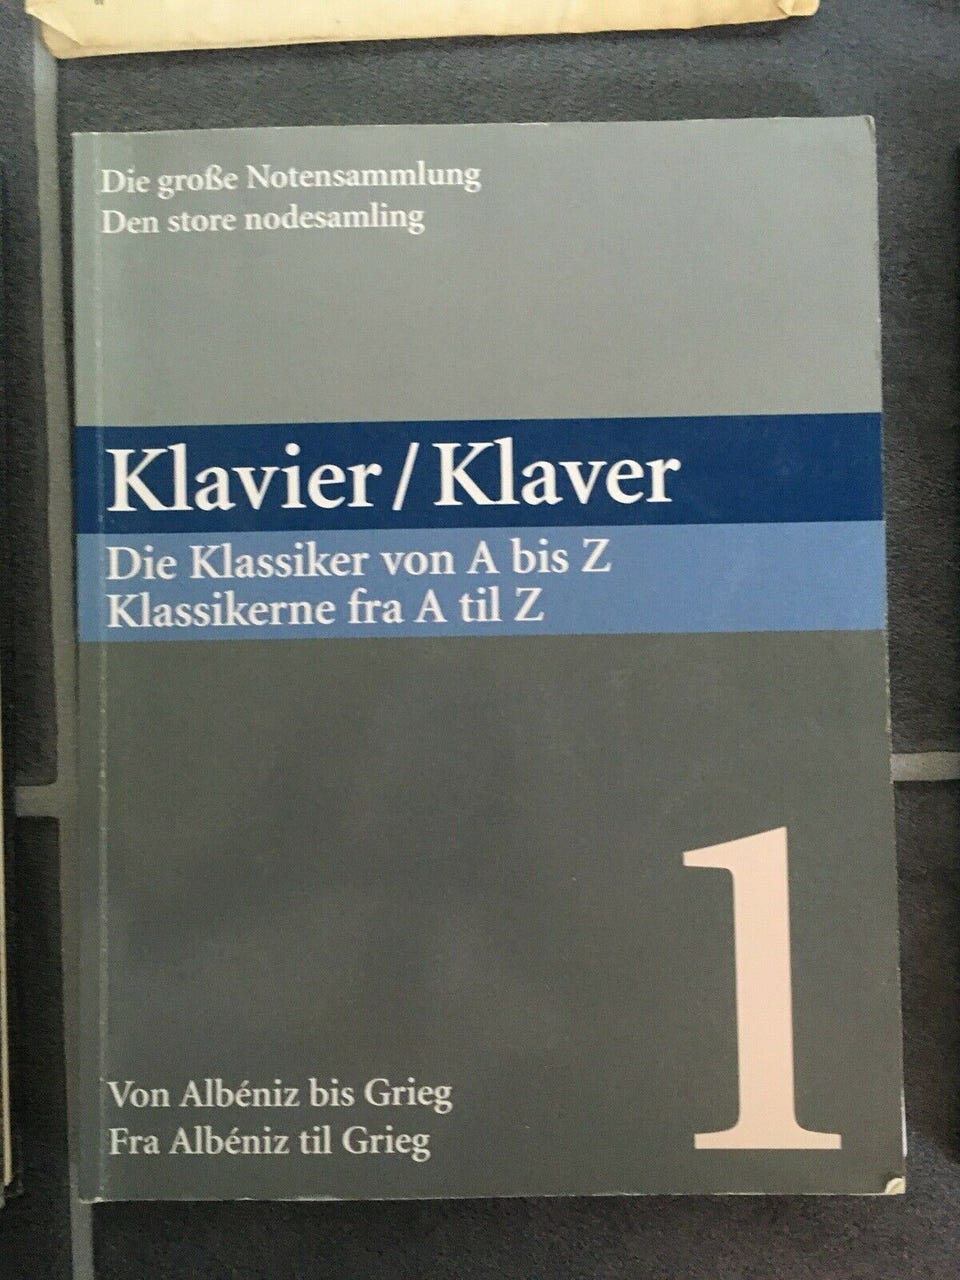 Die große Notensammlung
Den store nodesamling
Klavier / Klaver
Die Klassiker von A bis Z
Klassikerne fra A til Z
1
Von Albéniz bis Grieg
Fra Albéniz til Grieg